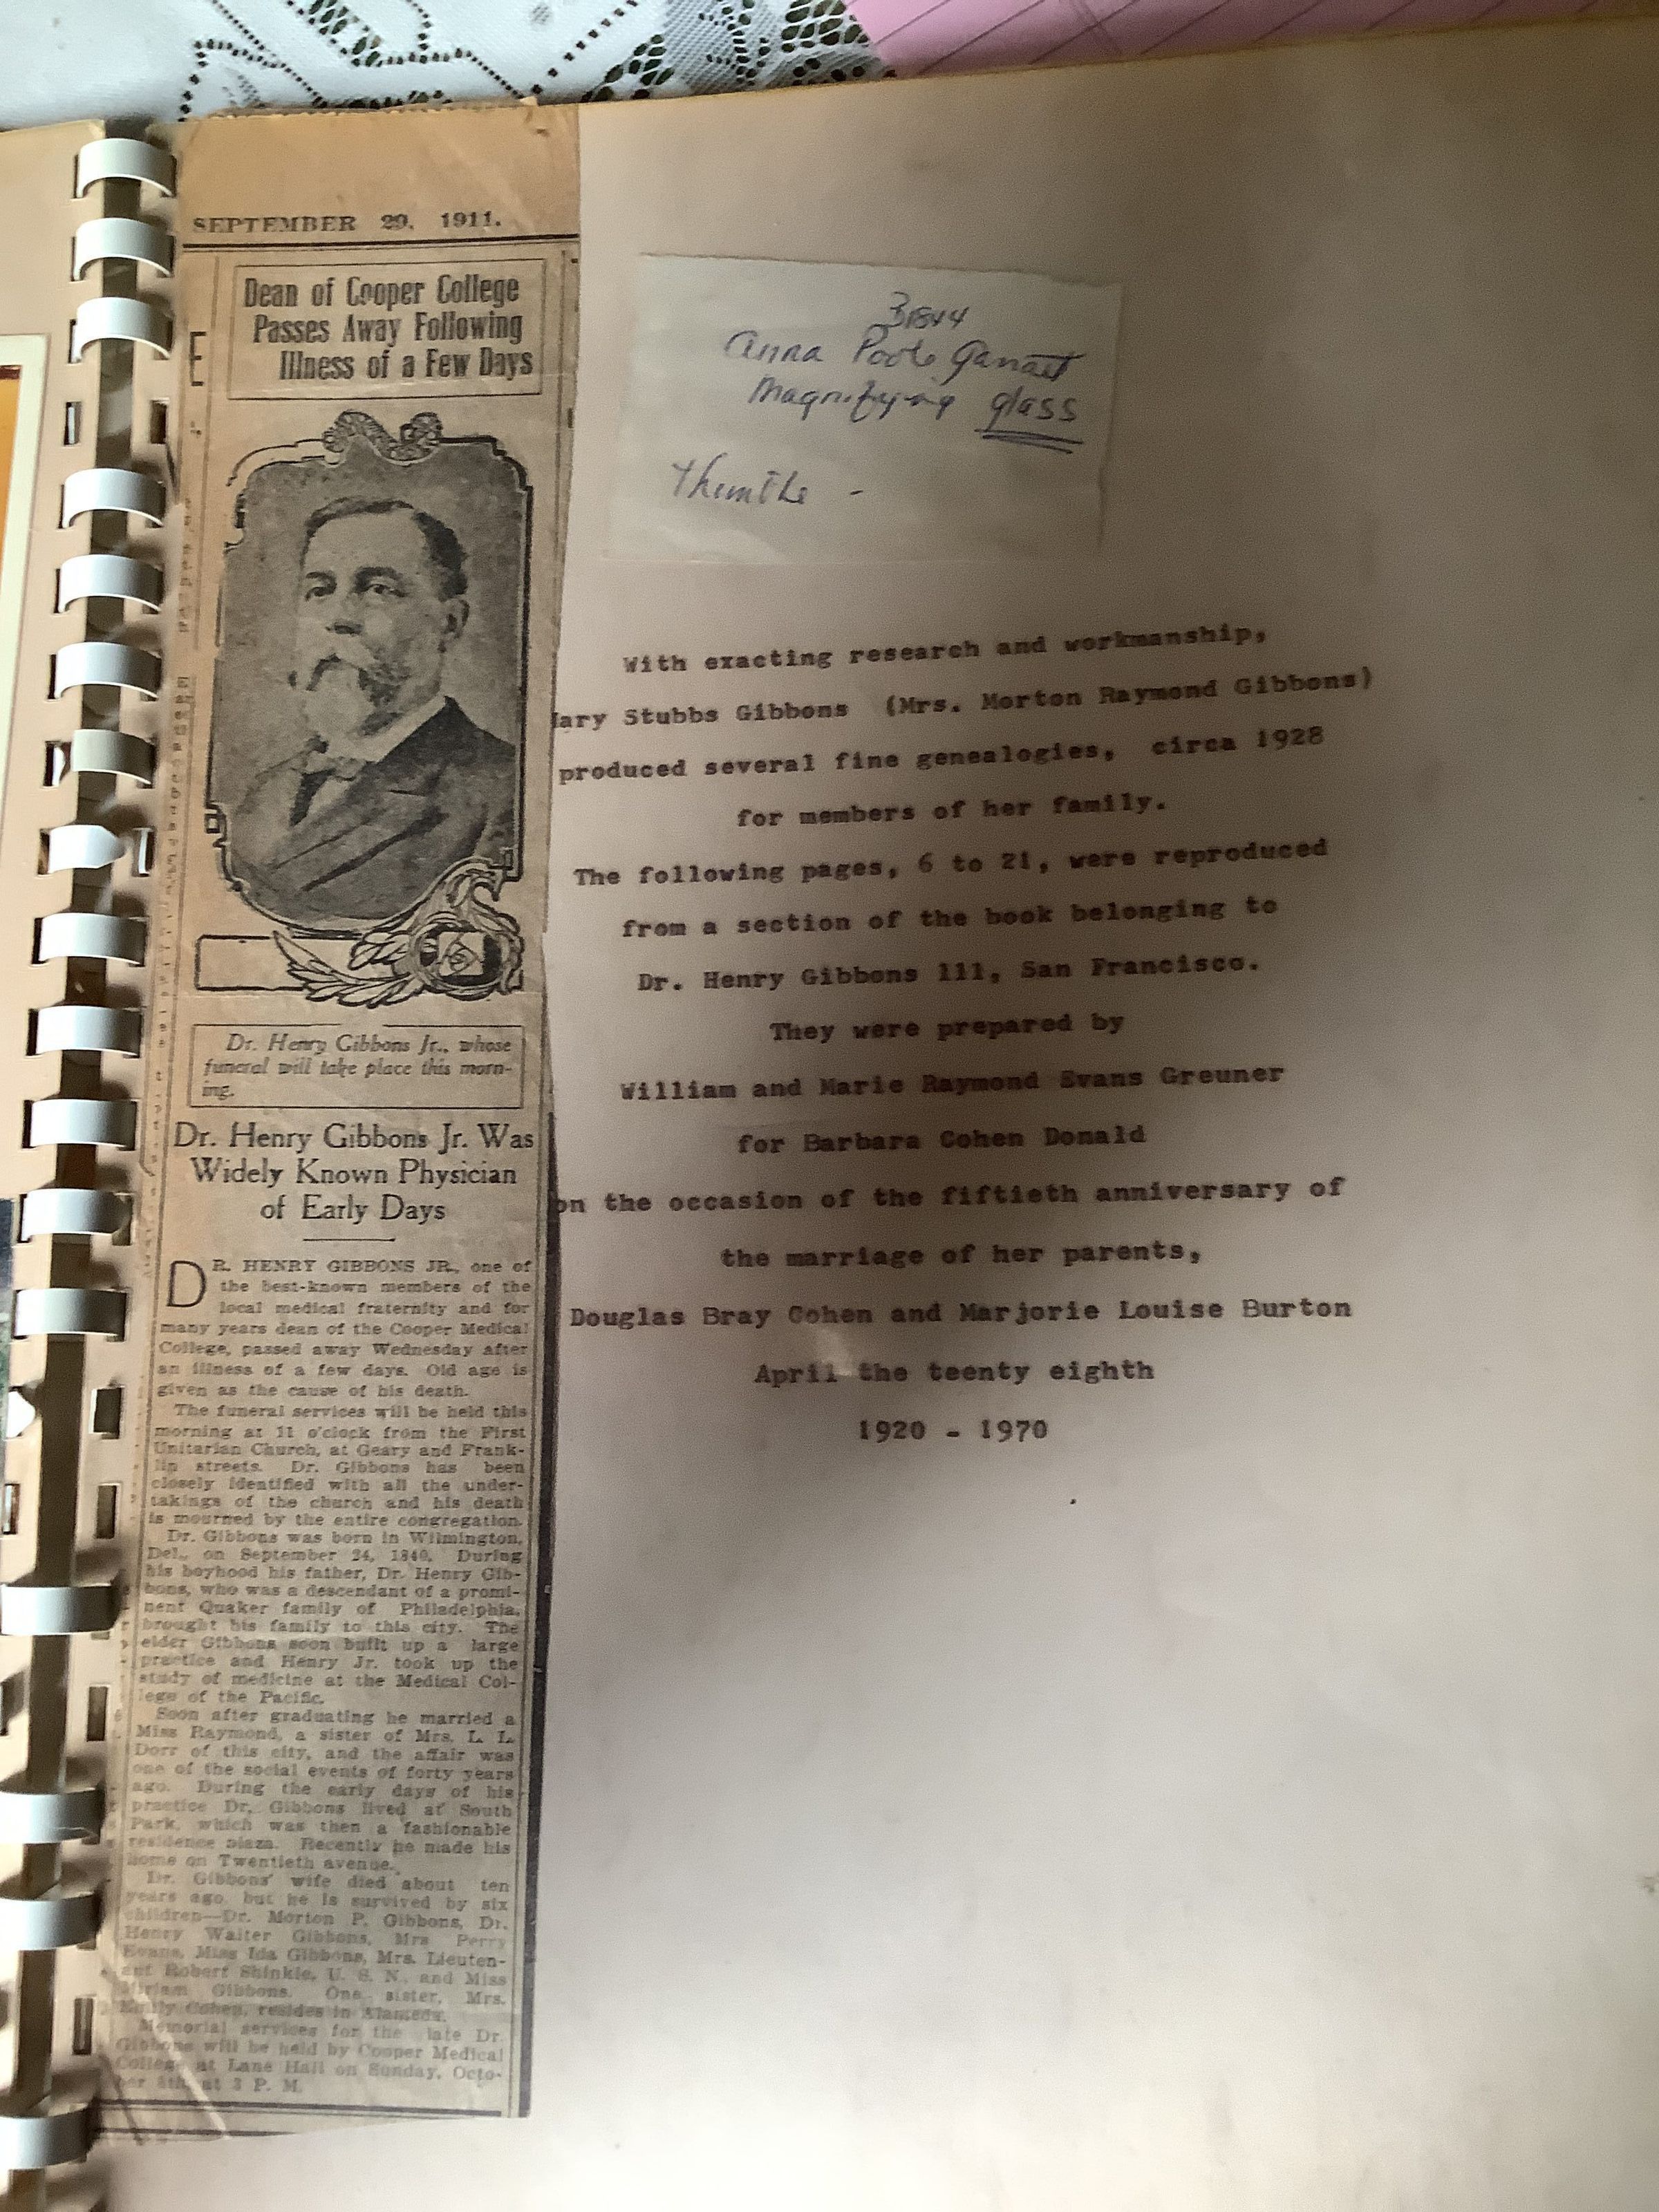 SEPTEMBER 29, 1911.
Dean of Cooper College
Passes Away Following
Illness of a Few Days
E
Dr. Henry Gibbons Jr., whose
funeral will take place this morn-
ing.
Dr. Henry Gibbons Jr. Was
Widely Known Physician
of Early Days
DR. HENRY GIBBONS JR., one of
the best-known members of the
local medical fraternity and for
many years dean of the Cooper Medical
College, passed away Wednesday after
an illness of a few days. Old age is
given as the cause of his death.
The funeral services will be held this
morning at 11 o'clock from the First
Unitarian Church, at Geary and Frank-
lin streets. Dr. Gibbons has been
closely identified with all the under-
takings of the church and his death
is mourned by the entire congregation.
Dr. Gibbons was born in Wilmington,
Del., on September 24, 1840. During
his boyhood his father, Dr. Henry Gib-
bons, who was a descendant of a promi-
nent Quaker family of Philadelphia,
brought his family to this city. The
elder Gibbons soon built up a large
practice and Henry Jr. took up the
study of medicine at the Medical Col-
lege of the Pacific.
Soon after graduating he married a
Miss Raymond, a sister of Mrs. L. L.
Dorr of this city, and the affair was
one of the social events of forty years
ago. During the early days of his
practice Dr. Gibbons lived at South
Park, which was then a fashionable
residence plaza. Recently he made his
home on Twentieth avenue.
Dr. Gibbons' wife died about ten
years ago, but he is survived by six
children—Dr. Morton P. Gibbons, Dr.
Henry Walter Gibbons, Mrs. Perry
Evans, Miss Ida Gibbons, Mrs. Lieuten-
ant Robert Shinkle, U. S. N., and Miss
Miriam Gibbons. One sister, Mrs.
Emily Cohen, resides in Alameda.
Memorial services for the late Dr.
Gibbons will be held by Cooper Medical
College at Lane Hall on Sunday, Octo-
ber 8th, at 3 P. M.
Anna Poole
Magnifying glass
With exacting research and workmanship,
Mary Stubbs Gibbons (Mrs. Morton Raymond Gibbons)
produced several fine genealogies, circa 1928
for members of her family.
The following pages, 6 to 21, were reproduced
from a section of the book belonging to
Dr. Henry Gibbons 111, San Francisco.
They were prepared by
William and Marie Raymond Evans Greuner
for Barbara Cohen Donald
on the occasion of the fiftieth anniversary of
the marriage of her parents,
Douglas Bray Cohen and Marjorie Louise Burton
April the teenty eighth
1920 - 1970